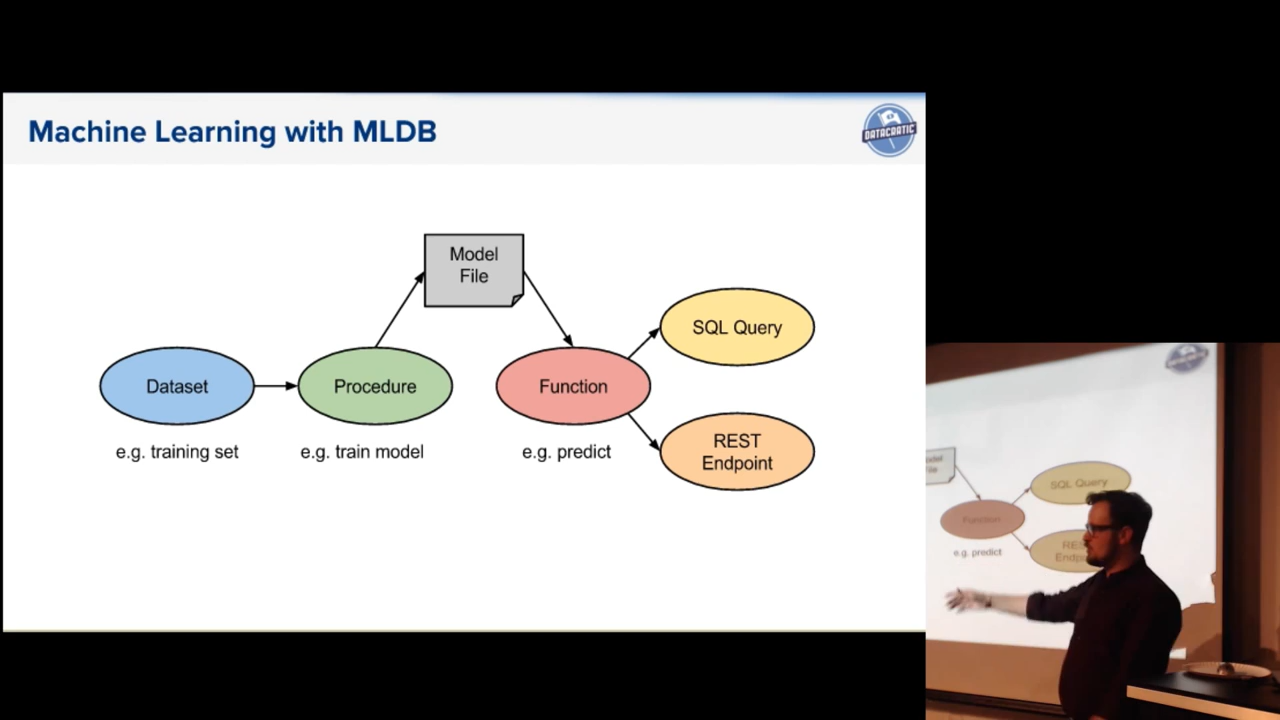 Machine Learning with MLDB
DATACRATIC
Model
File
SQL Query
Dataset
Procedure
Function
REST
Endpoint
e.g. training set
e.g. train model
e.g. predict
SQL Query
Function
e.g. predict